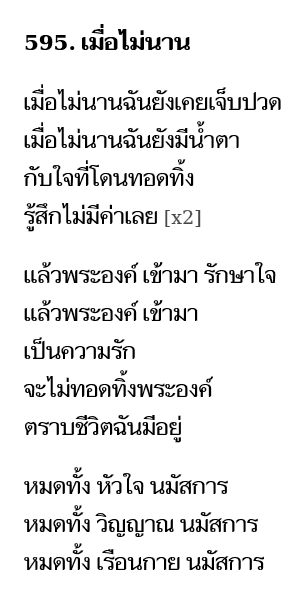 595. เมื่อไม่นาน
เมื่อไม่นานฉันยังเคยเจ็บปวด
เมื่อไม่นานฉันยังมีน้ำตา
กับใจที่โดนทอดทิ้ง
รู้สึกไม่มีค่าเลย [x2]
แล้วพระองค์ เข้ามา รักษาใจ
แล้วพระองค์ เข้ามา
เป็นความรัก
จะไม่ทอดทิ้งพระองค์
ตราบชีวิตฉันมีอยู่
หมดทั้ง หัวใจ นมัสการ
หมดทั้ง วิญญาณ นมัสการ
หมดทั้ง เรือนกาย นมัสการ